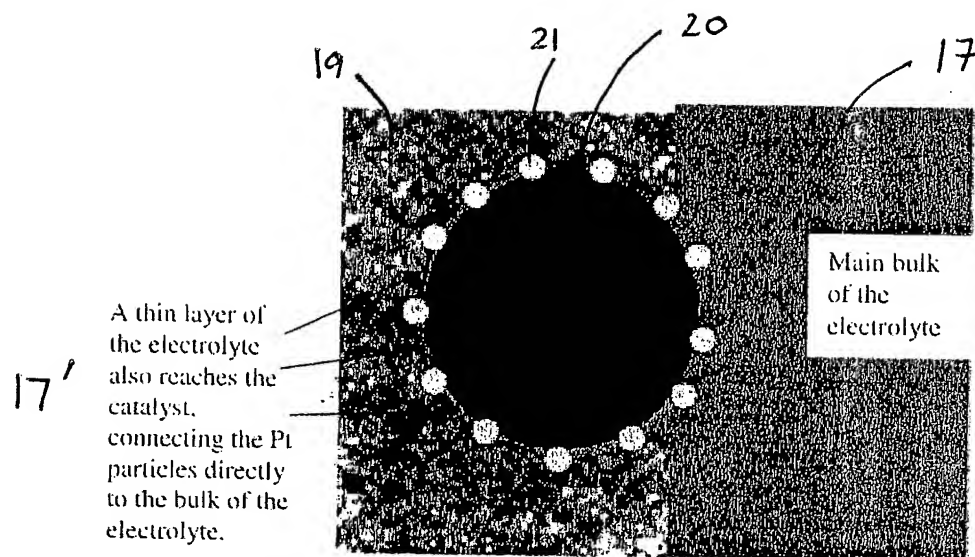 19
21
20
17
Main bulk
of the
electrolyte
17'
A thin layer of
the electrolyte
also reaches the
catalyst,
connecting the Pt
particles directly
to the bulk of the
electrolyte.